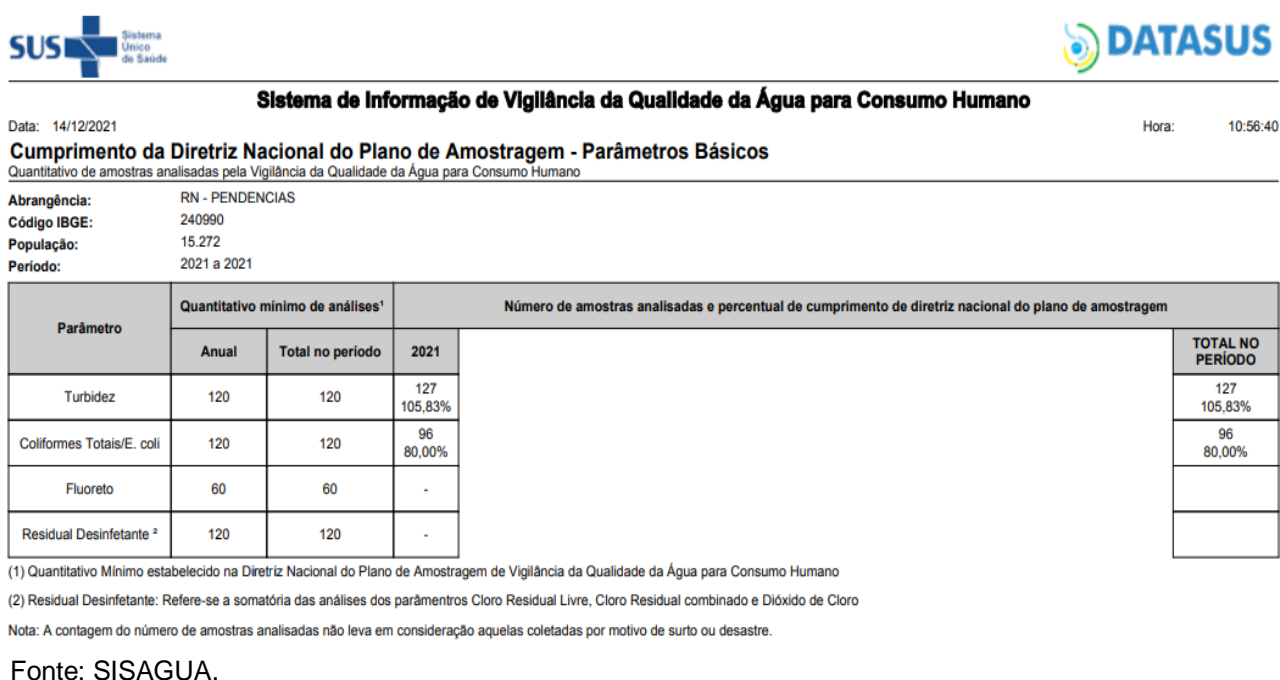 SUS
Sistema
Único
de Saúde
DATASUS
Sistema de Informação de Vigilância da Qualidade da Água para Consumo Humano
Data: 14/12/2021 Hora: 10:56:40
Cumprimento da Diretriz Nacional do Plano de Amostragem - Parâmetros Básicos
Quantitativo de amostras analisadas pela Vigilância da Qualidade da Água para Consumo Humano
Abrangência: RN - PENDENCIAS
Código IBGE: 240990
População: 15.272
Período: 2021 a 2021
Parâmetro Quantitativo mínimo de análises¹ Número de amostras analisadas e percentual de cumprimento de diretriz nacional do plano de amostragem
Anual Total no período 2021 TOTAL NO PERÍODO
Turbidez 120 120 127 105,83% 127 105,83%
Coliformes Totais/E. coli 120 120 96 80,00% 96 80,00%
Fluoreto 60 60 -
Residual Desinfetante ² 120 120 -
(1) Quantitativo Mínimo estabelecido na Diretriz Nacional do Plano de Amostragem de Vigilância da Qualidade da Água para Consumo Humano
(2) Residual Desinfetante: Refere-se a somatória das análises dos parâmentros Cloro Residual Livre, Cloro Residual combinado e Dióxido de Cloro
Nota: A contagem do número de amostras analisadas não leva em consideração aquelas coletadas por motivo de surto ou desastre.
Fonte: SISAGUA.